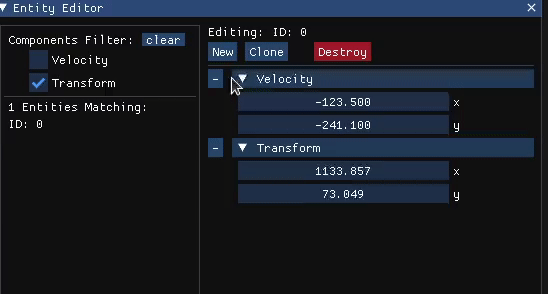 Entity Editor
Components Filter: clear
Velocity
Transform
1 Entities Matching:
ID: 0
Editing: ID: 0
New Clone Destroy
- Velocity
-123.500 x
-241.100 y
- Transform
1133.857 x
73.049 y